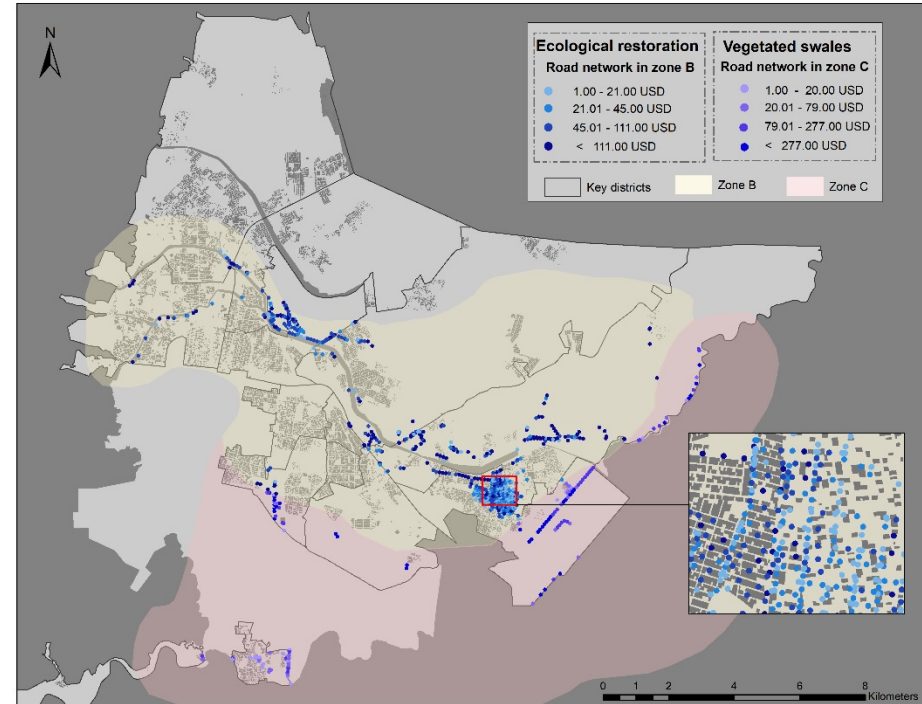 N
Ecological restoration
Road network in zone B
1.00 - 21.00 USD
21.01 - 45.00 USD
45.01 - 111.00 USD
< 111.00 USD
Vegetated swales
Road network in zone C
1.00 - 20.00 USD
20.01 - 79.00 USD
79.01 - 277.00 USD
< 277.00 USD
Key districts
Zone B
Zone C
0 1 2 4 6 8
Kilometers